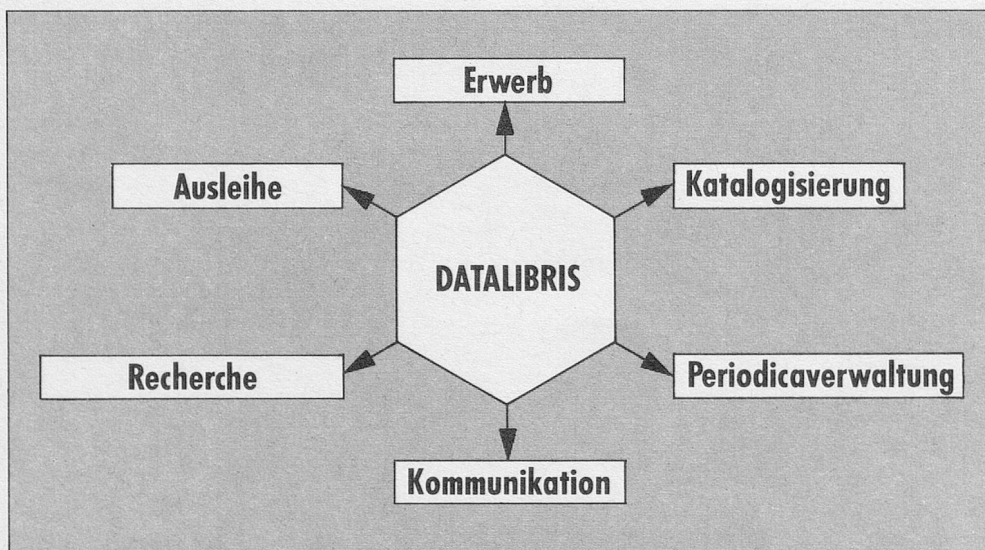 Erwerb
Ausleihe
Katalogisierung
DATALIBRIS
Recherche
Periodicaverwaltung
Kommunikation